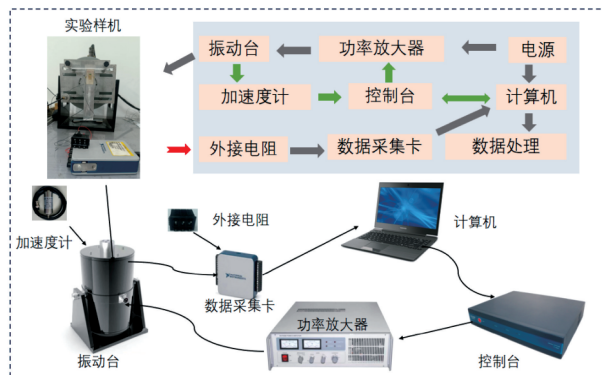 实验样机
振动台
功率放大器
电源
加速度计
控制台
计算机
外接电阻
数据采集卡
数据处理
外接电阻
计算机
加速度计
数据采集卡
功率放大器
振动台
控制台